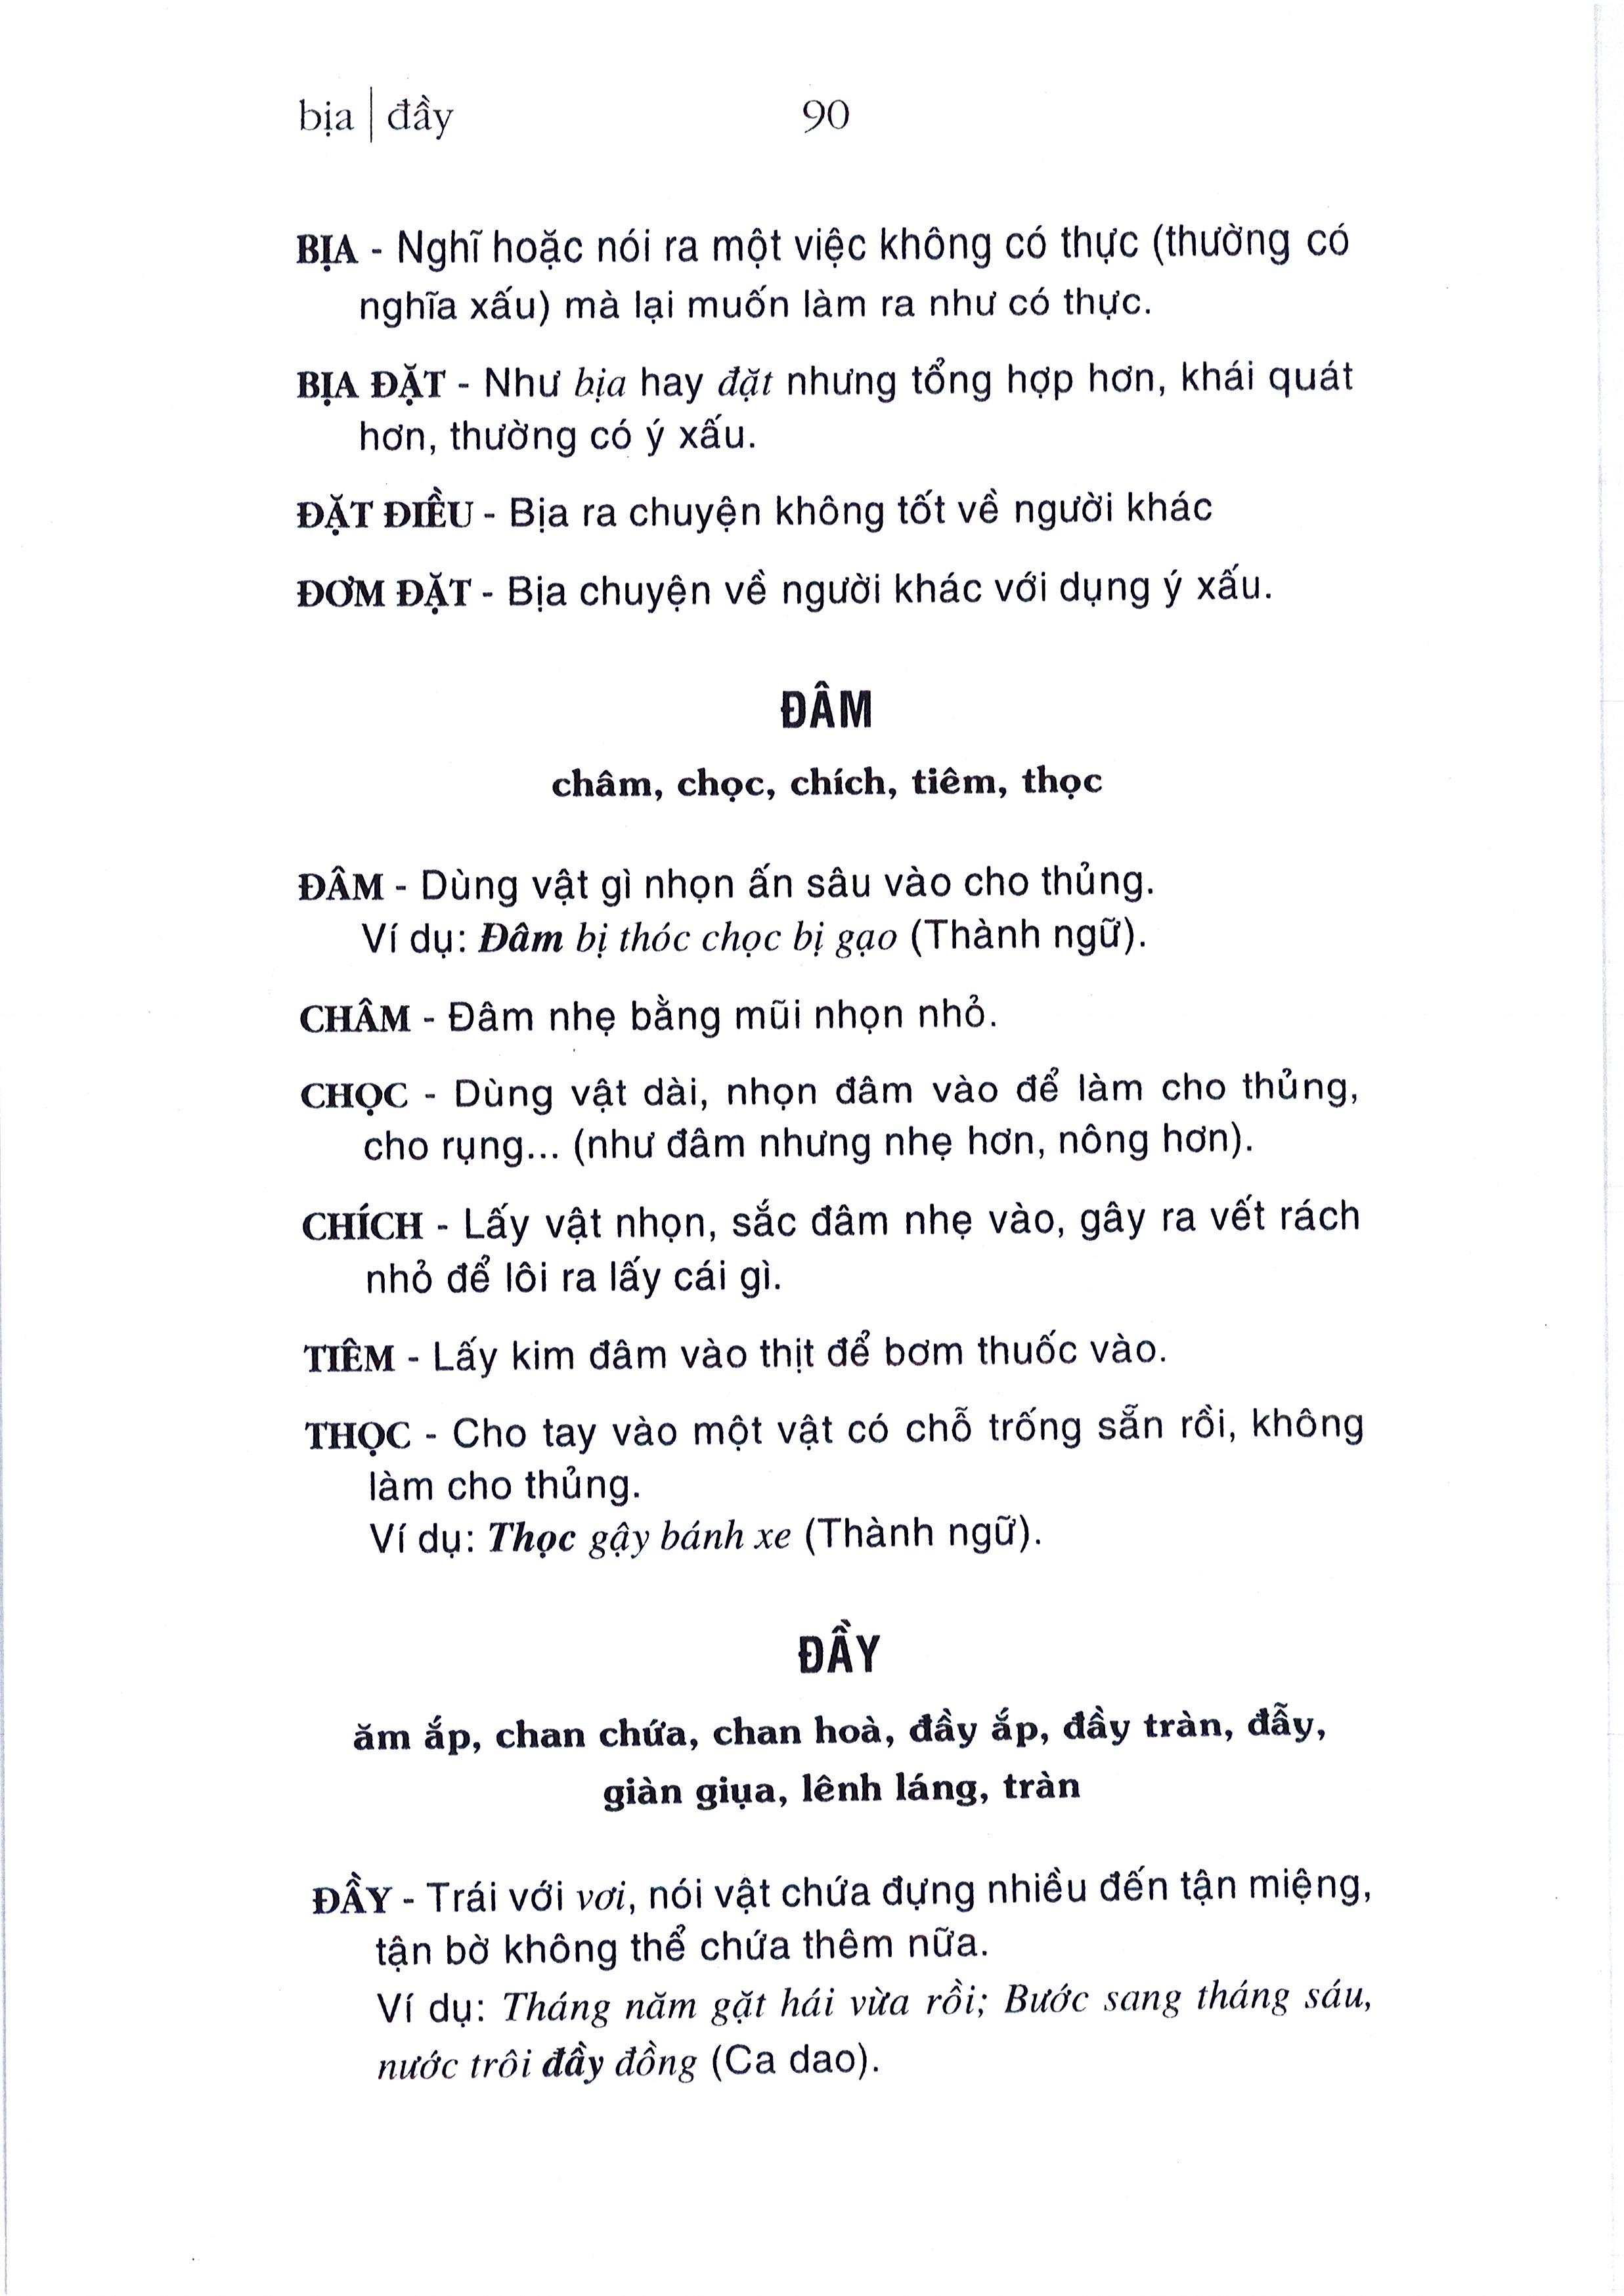 bịa | đầy 90
BỊA - Nghĩ hoặc nói ra một việc không có thực (thường có
nghĩa xấu) mà lại muốn làm ra như có thực.
BỊA ĐẶT - Như bịa hay đặt nhưng tổng hợp hơn, khái quát
hơn, thường có ý xấu.
ĐẶT ĐIỀU - Bịa ra chuyện không tốt về người khác
ĐƠM ĐẶT - Bịa chuyện về người khác với dụng ý xấu.
ĐÂM
châm, chọc, chích, tiêm, thọc
ĐÂM - Dùng vật gì nhọn ấn sâu vào cho thủng.
Ví dụ: Đâm bị thóc chọc bị gạo (Thành ngữ).
CHÂM - Đâm nhẹ bằng mũi nhọn nhỏ.
CHỌC - Dùng vật dài, nhọn đâm vào để làm cho thủng,
cho rụng... (như đâm nhưng nhẹ hơn, nông hơn).
CHÍCH - Lấy vật nhọn, sắc đâm nhẹ vào, gây ra vết rách
nhỏ để lôi ra lấy cái gì.
TIÊM - Lấy kim đâm vào thịt để bơm thuốc vào.
THỌC - Cho tay vào một vật có chỗ trống sẵn rồi, không
làm cho thủng.
Ví dụ: Thọc gậy bánh xe (Thành ngữ).
ĐẦY
ăm ắp, chan chứa, chan hoà, đầy ắp, đầy tràn, đẫy,
giàn giụa, lênh láng, tràn
ĐẦY - Trái với vơi, nói vật chứa đựng nhiều đến tận miệng,
tận bờ không thể chứa thêm nữa.
Ví dụ: Tháng năm gặt hái vừa rồi; Bước sang tháng sáu,
nước trôi đầy đồng (Ca dao).